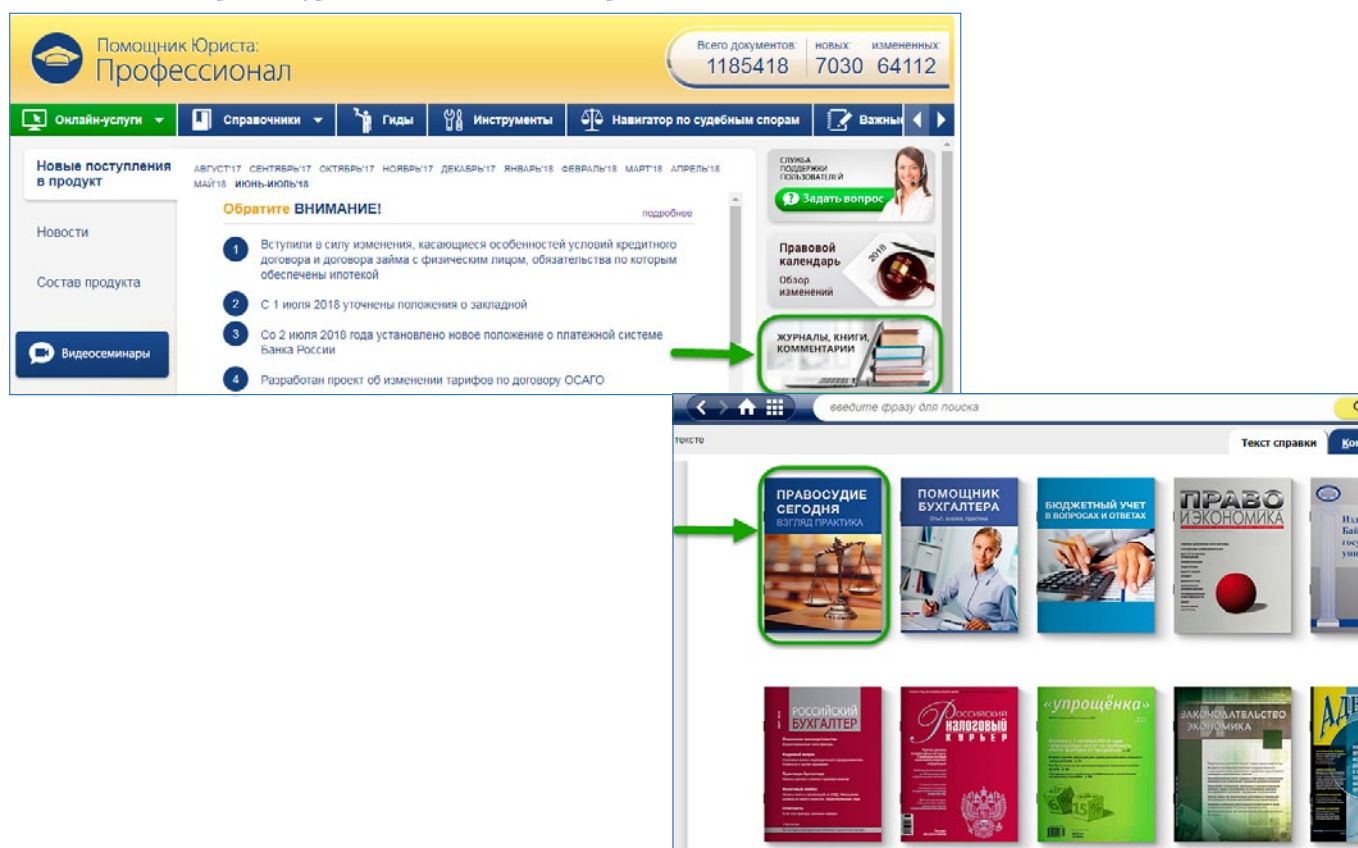 Помощник Юриста:
Профессионал
Всего документов: новых: измененных:
1185418 7030 64112
Онлайн-услуги Справочники Гиды Инструменты Навигатор по судебным спорам Важны
Новые поступления
в продукт
Новости
Состав продукта
Видеосеминары
АВГУСТ'17 СЕНТЯБРЬ'17 ОКТЯБРЬ'17 НОЯБРЬ'17 ДЕКАБРЬ'17 ЯНВАРЬ'18 ФЕВРАЛЬ'18 МАРТ'18 АПРЕЛЬ'18
МАЙ'18 ИЮНЬ-ИЮЛЬ'18
Обратите ВНИМАНИЕ!
подробнее
1 Вступили в силу изменения, касающиеся особенностей условий кредитного
договора и договора займа с физическим лицом, обязательства по которым
обеспечены ипотекой
2 С 1 июля 2018 уточнены положения о закладной
3 Со 2 июля 2018 года установлено новое положение о платежной системе
Банка России
4 Разработан проект об изменении тарифов по договору ОСАГО
СЛУЖБА
ПОДДЕРЖКИ
ПОЛЬЗОВАТЕЛЕЙ
Задать вопрос
Правовой
календарь
Обзор
изменений
2018
ЖУРНАЛЫ, КНИГИ,
КОММЕНТАРИИ
введите фразу для поиска
тексте
Текст справки
ПРАВОСУДИЕ
СЕГОДНЯ
ВЗГЛЯД ПРАКТИКА
ПОМОЩНИК
БУХГАЛТЕРА
Опыт, анализ, практика
БЮДЖЕТНЫЙ УЧЕТ
В ВОПРОСАХ И ОТВЕТАХ
ПРАВО
И ЭКОНОМИКА
РОССИЙСКИЙ
БУХГАЛТЕР
РОССИЙСКИЙ
НАЛОГОВЫЙ
КУРЬЕР
«упрощёнка»
ЗАКОНОДАТЕЛЬСТВО
И
ЭКОНОМИКА